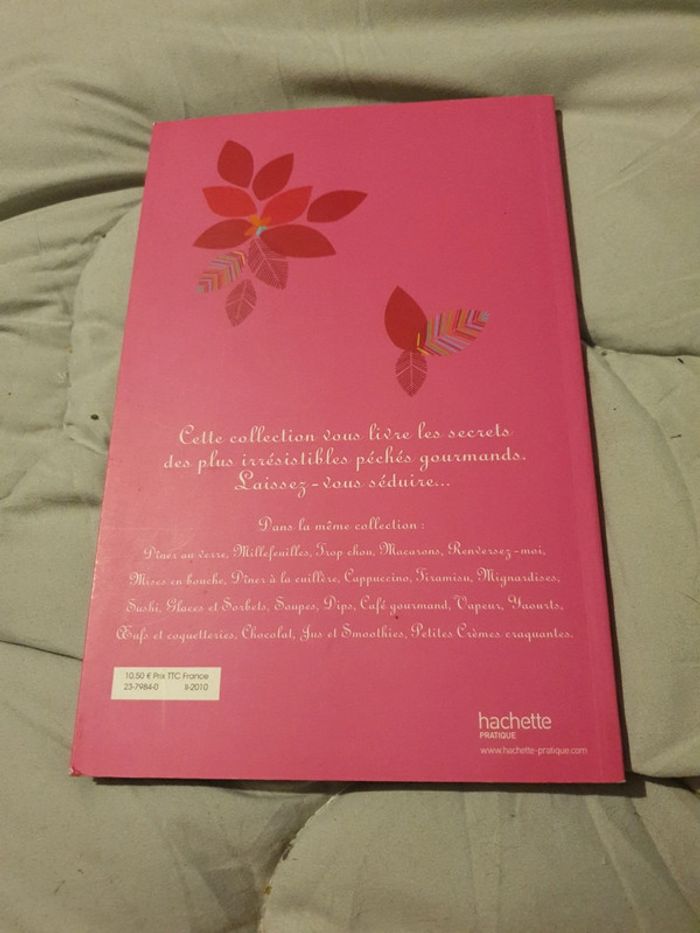 Cette collection vous livre les secrets
des plus irrésistibles péchés gourmands.
Laissez-vous séduire...
Dans la même collection :
Dîner au verre, Millefeuilles, Trop chou, Macarons, Renversez-moi,
Mises en bouche, Dîner à la cuillère, Cappuccino, Tiramisu, Mignardises,
Sushi, Glaces et Sorbets, Soupes, Dips, Café gourmand, Vapeur, Yaourts,
Œufs et coquetteries, Chocolat, Jus et Smoothies, Petites Crèmes craquantes.
10,50 € Prix TTC France
23-7984-0 II-2010
hachette
PRATIQUE
www.hachette-pratique.com